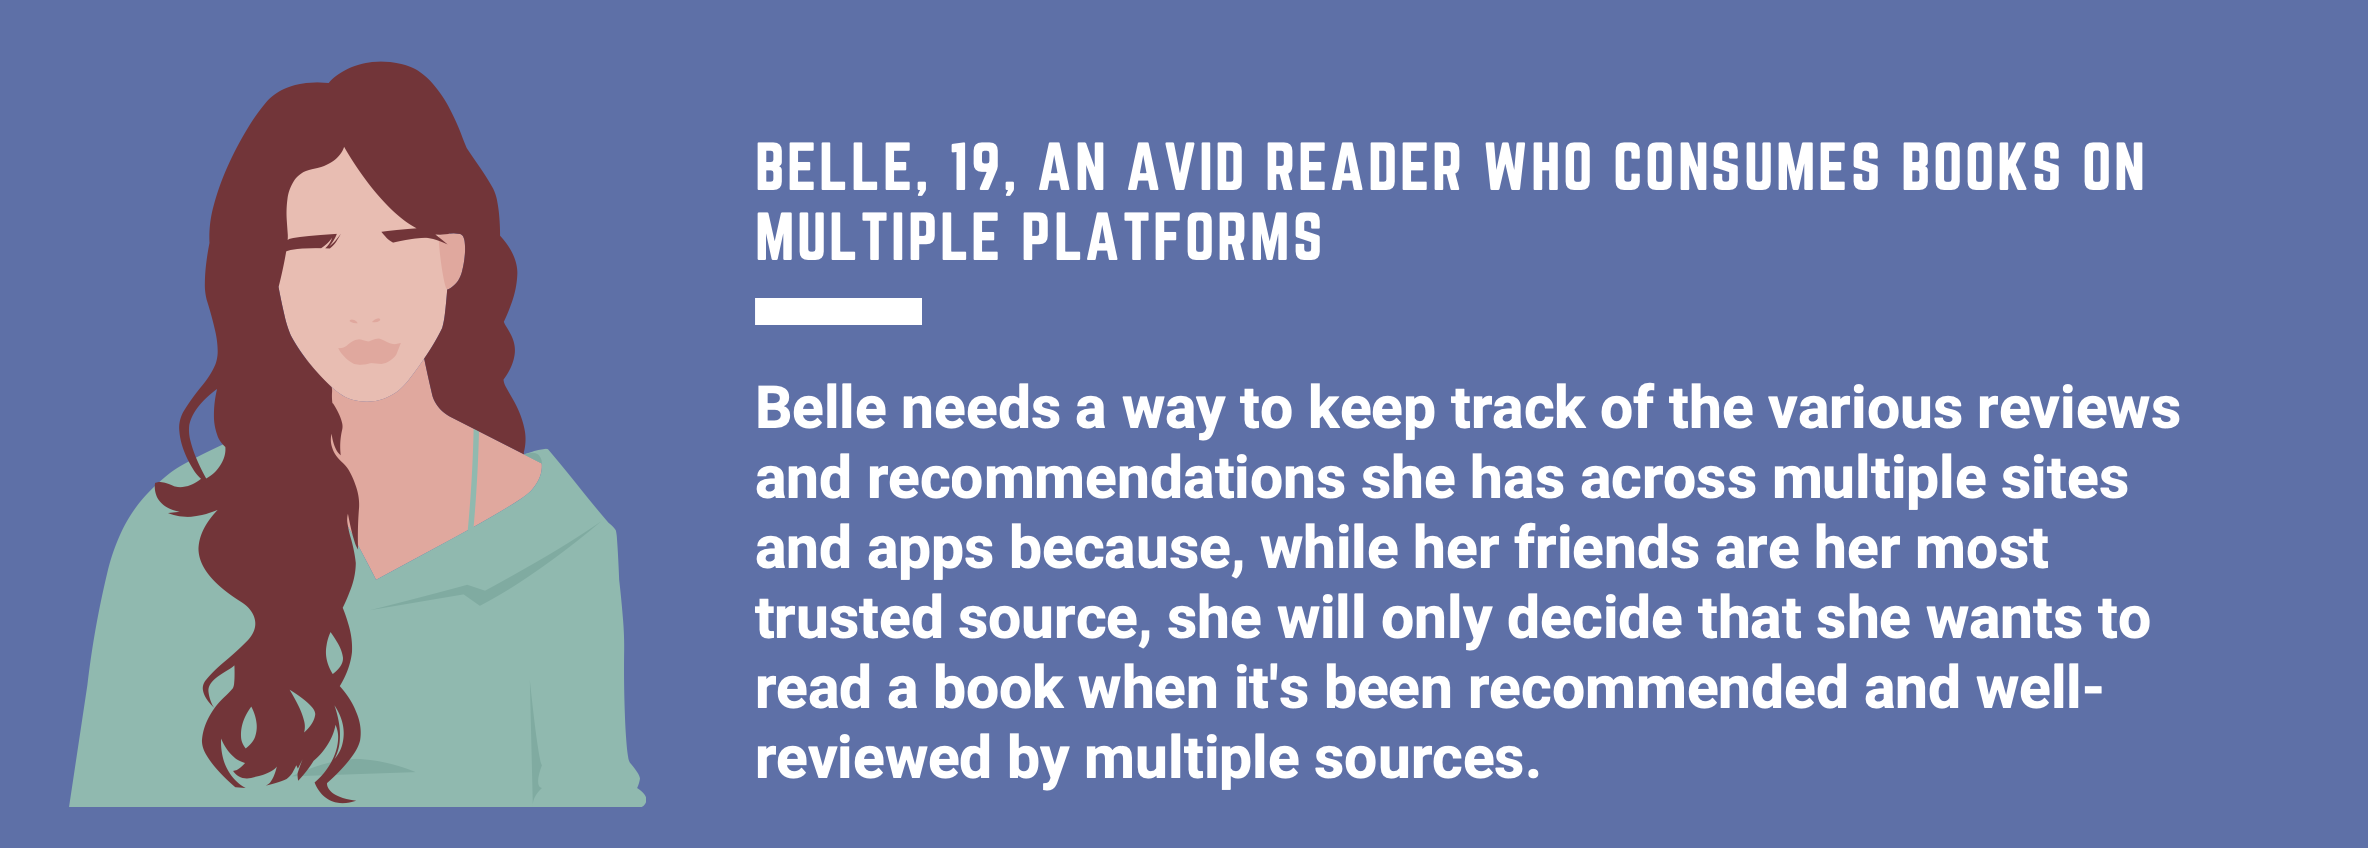 BELLE, 19, AN AVID READER WHO CONSUMES BOOKS ON
MULTIPLE PLATFORMS
Belle needs a way to keep track of the various reviews
and recommendations she has across multiple sites
and apps because, while her friends are her most
trusted source, she will only decide that she wants to
read a book when it's been recommended and well-
reviewed by multiple sources.